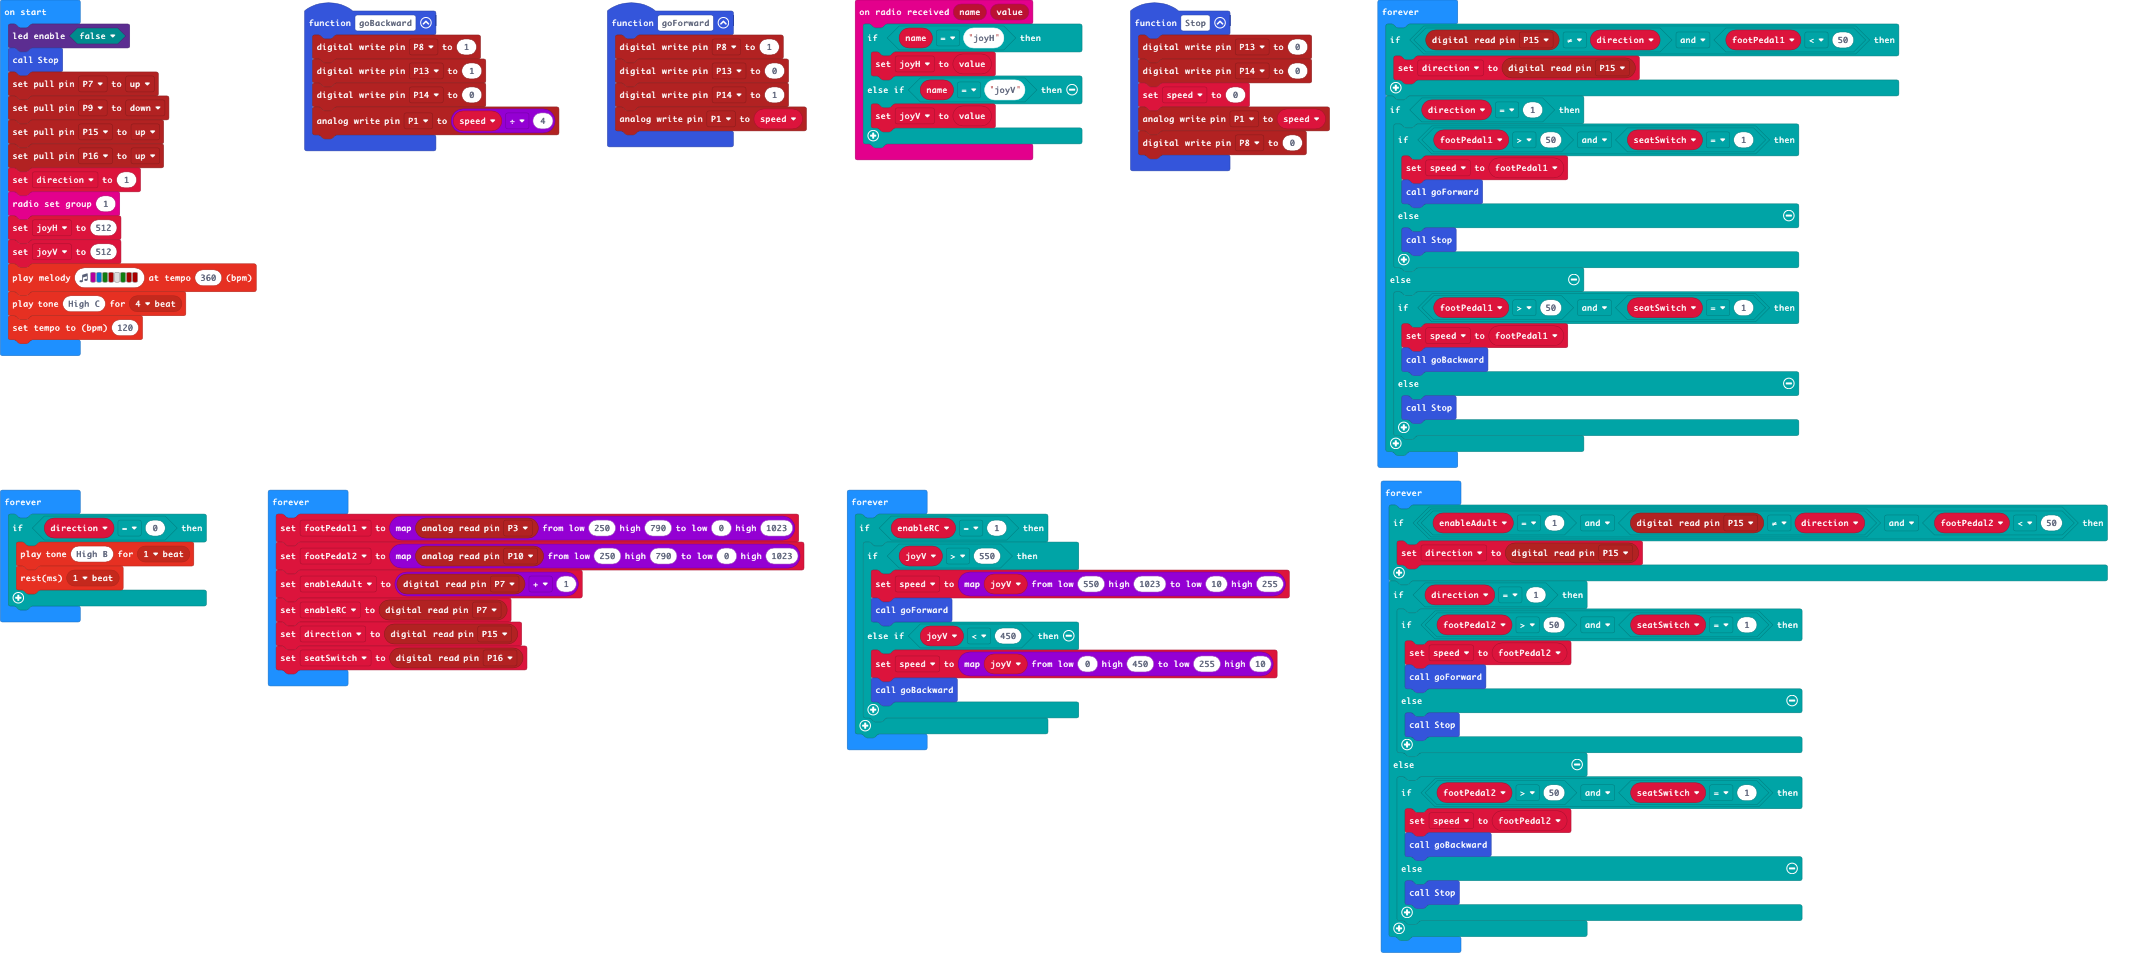 on start
led enable false
call Stop
set pull pin P7 to up
set pull pin P9 to down
set pull pin P15 to up
set pull pin P16 to up
set direction to 1
radio set group 1
set joyH to 512
set joyV to 512
play melody at tempo 360 (bpm)
play tone High C for 4 beat
set tempo to (bpm) 120
function goBackward
digital write pin P8 to 1
digital write pin P13 to 1
digital write pin P14 to 0
analog write pin P1 to speed ÷ 4
function goForward
digital write pin P8 to 1
digital write pin P13 to 0
digital write pin P14 to 1
analog write pin P1 to speed
on radio received name value
if name = "joyH" then
set joyH to value
else if name = "joyV" then
set joyV to value
function Stop
digital write pin P13 to 0
digital write pin P14 to 0
set speed to 0
analog write pin P1 to speed
digital write pin P8 to 0
forever
if digital read pin P15 ≠ direction and footPedal1 < 50 then
set direction to digital read pin P15
if direction = 1 then
if footPedal1 > 50 and seatSwitch = 1 then
set speed to footPedal1
call goForward
else
call Stop
else
if footPedal1 > 50 and seatSwitch = 1 then
set speed to footPedal1
call goBackward
else
call Stop
forever
if direction = 0 then
play tone High B for 1 beat
rest(ms) 1 beat
forever
set footPedal1 to map analog read pin P3 from low 250 high 790 to low 0 high 1023
set footPedal2 to map analog read pin P10 from low 250 high 790 to low 0 high 1023
set enableAdult to digital read pin P7 + 1
set enableRC to digital read pin P7
set direction to digital read pin P15
set seatSwitch to digital read pin P16
forever
if enableRC = 1 then
if joyV > 550 then
set speed to map joyV from low 550 high 1023 to low 10 high 255
call goForward
else if joyV < 450 then
set speed to map joyV from low 0 high 450 to low 255 high 10
call goBackward
forever
if enableAdult = 1 and digital read pin P15 ≠ direction and footPedal2 < 50 then
set direction to digital read pin P15
if direction = 1 then
if footPedal2 > 50 and seatSwitch = 1 then
set speed to footPedal2
call goForward
else
call Stop
else
if footPedal2 > 50 and seatSwitch = 1 then
set speed to footPedal2
call goBackward
else
call Stop